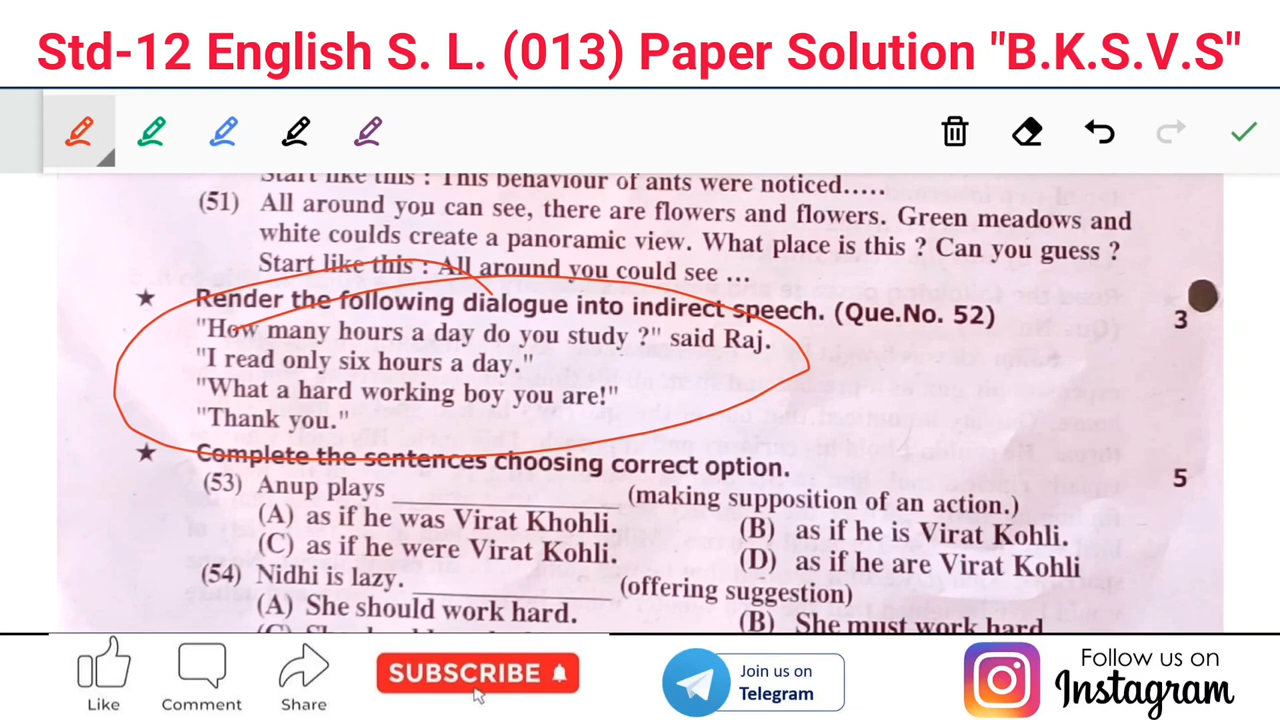 Std-12 English S. L. (013) Paper Solution "B.K.S.V.S"
Start like this : This behaviour of ants were noticed.....
(51) All around you can see, there are flowers and flowers. Green meadows and
white coulds create a panoramic view. What place is this ? Can you guess ?
Start like this : All around you could see ...
★ Render the following dialogue into indirect speech. (Que.No. 52) 3
"How many hours a day do you study ?" said Raj.
"I read only six hours a day."
"What a hard working boy you are!"
"Thank you."
★ Complete the sentences choosing correct option. 5
(53) Anup plays ____________ (making supposition of an action.)
(A) as if he was Virat Khohli. (B) as if he is Virat Kohli.
(C) as if he were Virat Kohli. (D) as if he are Virat Kohli
(54) Nidhi is lazy. ____________ (offering suggestion)
(A) She should work hard. (B) She must work hard
Like Comment Share SUBSCRIBE Join us on Telegram Follow us on Instagram